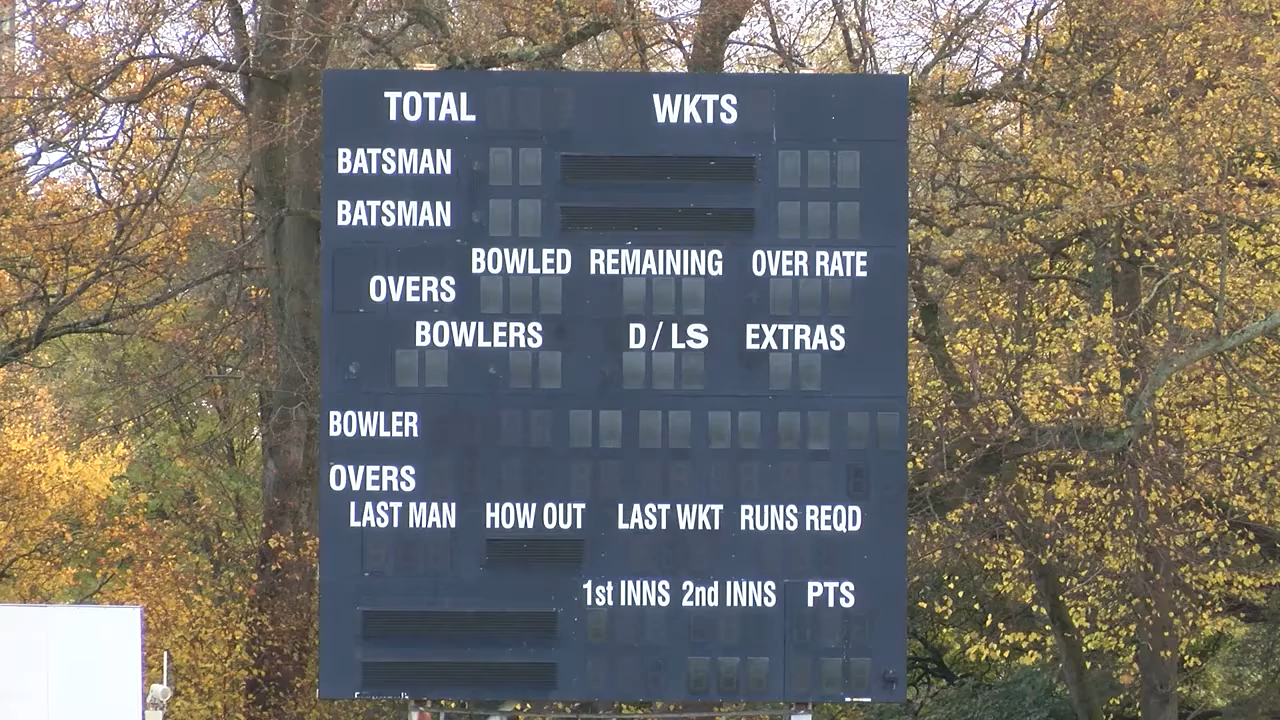 TOTAL WKTS
BATSMAN
BATSMAN
BOWLED REMAINING OVER RATE
OVERS
BOWLERS D/LS EXTRAS
BOWLER
OVERS
LAST MAN HOW OUT LAST WKT RUNS REQD
1st INNS 2nd INNS PTS